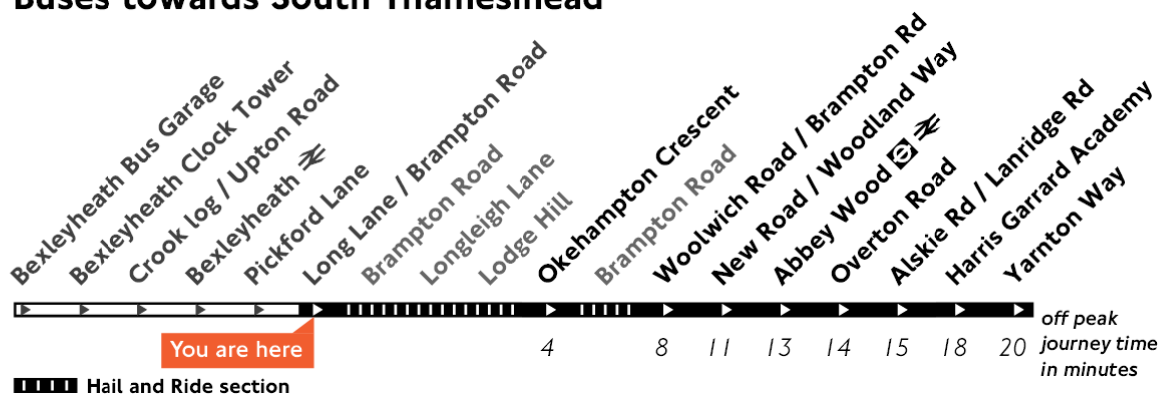 Buses towards South Thamesmead
Bexleyheath Bus Garage
Bexleyheath Clock Tower
Crook log / Upton Road
Bexleyheath
Pickford Lane
Long Lane / Brampton Road
Brampton Road
Longleigh Lane
Lodge Hill
Okehampton Crescent
Brampton Road
Woolwich Road / Brampton Rd
New Road / Woodland Way
Abbey Wood
Overton Road
Alskie Rd / Lanridge Rd
Harris Garrard Academy
Yarnton Way
You are here
4 8 11 13 14 15 18 20
off peak
journey time
in minutes
Hail and Ride section